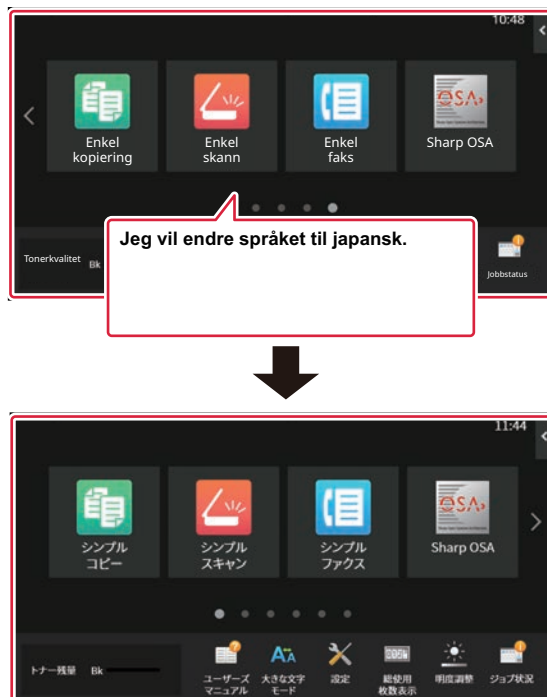 10:48
Enkel
kopiering
Enkel
skann
Enkel
faks
Sharp OSA
Jeg vil endre språket til japansk.
Tonerkvalitet
Bk
Jobbstatus
11:44
シンプル
コピー
シンプル
スキャン
シンプル
ファクス
Sharp OSA
トナー残量 Bk
ユーザーズ
マニュアル
大きな文字
モード
設定
総使用
枚数表示
明度調整
ジョブ状況